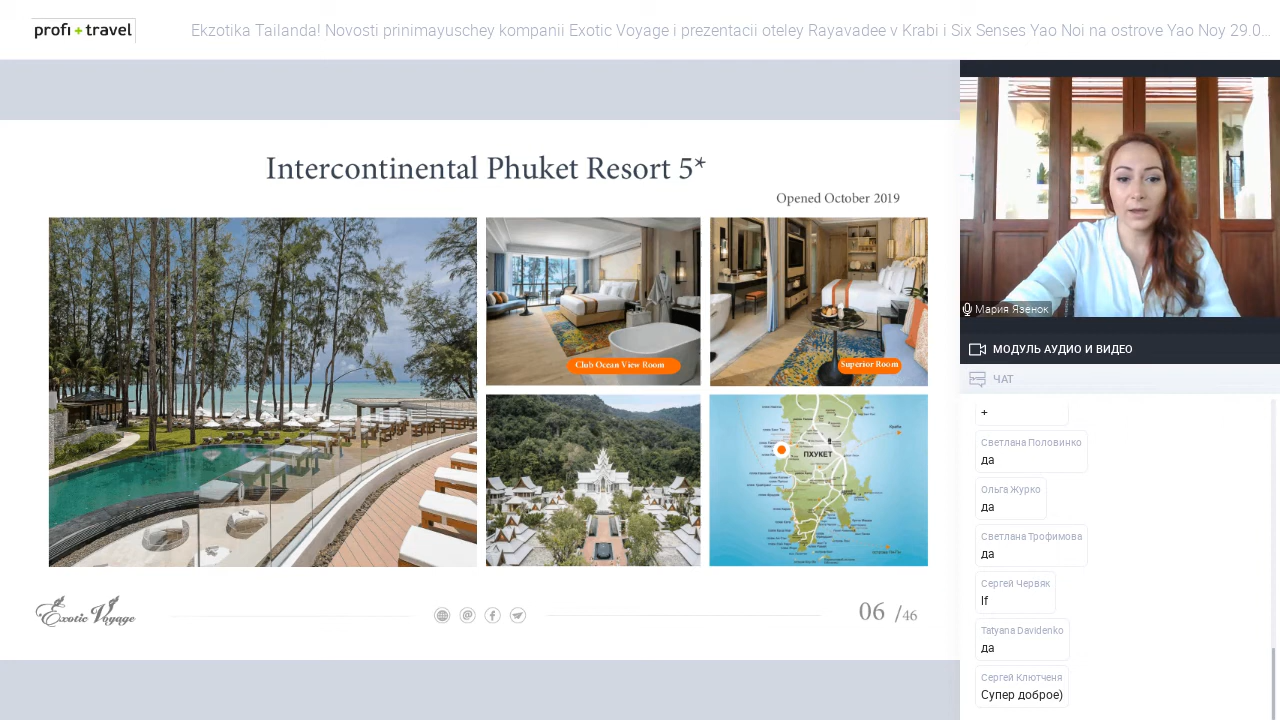 profi + travel
Ekzotika Tailanda! Novosti prinimayuschey kompanii Exotic Voyage i prezentacii oteley Rayavadee v Krabi i Six Senses Yao Noi na ostrove Yao Noy 29.0...
Intercontinental Phuket Resort 5*
Opened October 2019
Club Ocean View Room
Superior Room
ПХУКЕТ
Exotic Voyage
06 /46
Мария Язенок
МОДУЛЬ АУДИО И ВИДЕО
ЧАТ
+
Светлана Половинко
да
Ольга Журко
да
Светлана Трофимова
да
Сергей Червяк
lf
Tatyana Davidenko
да
Сергей Клютченя
Супер доброе)